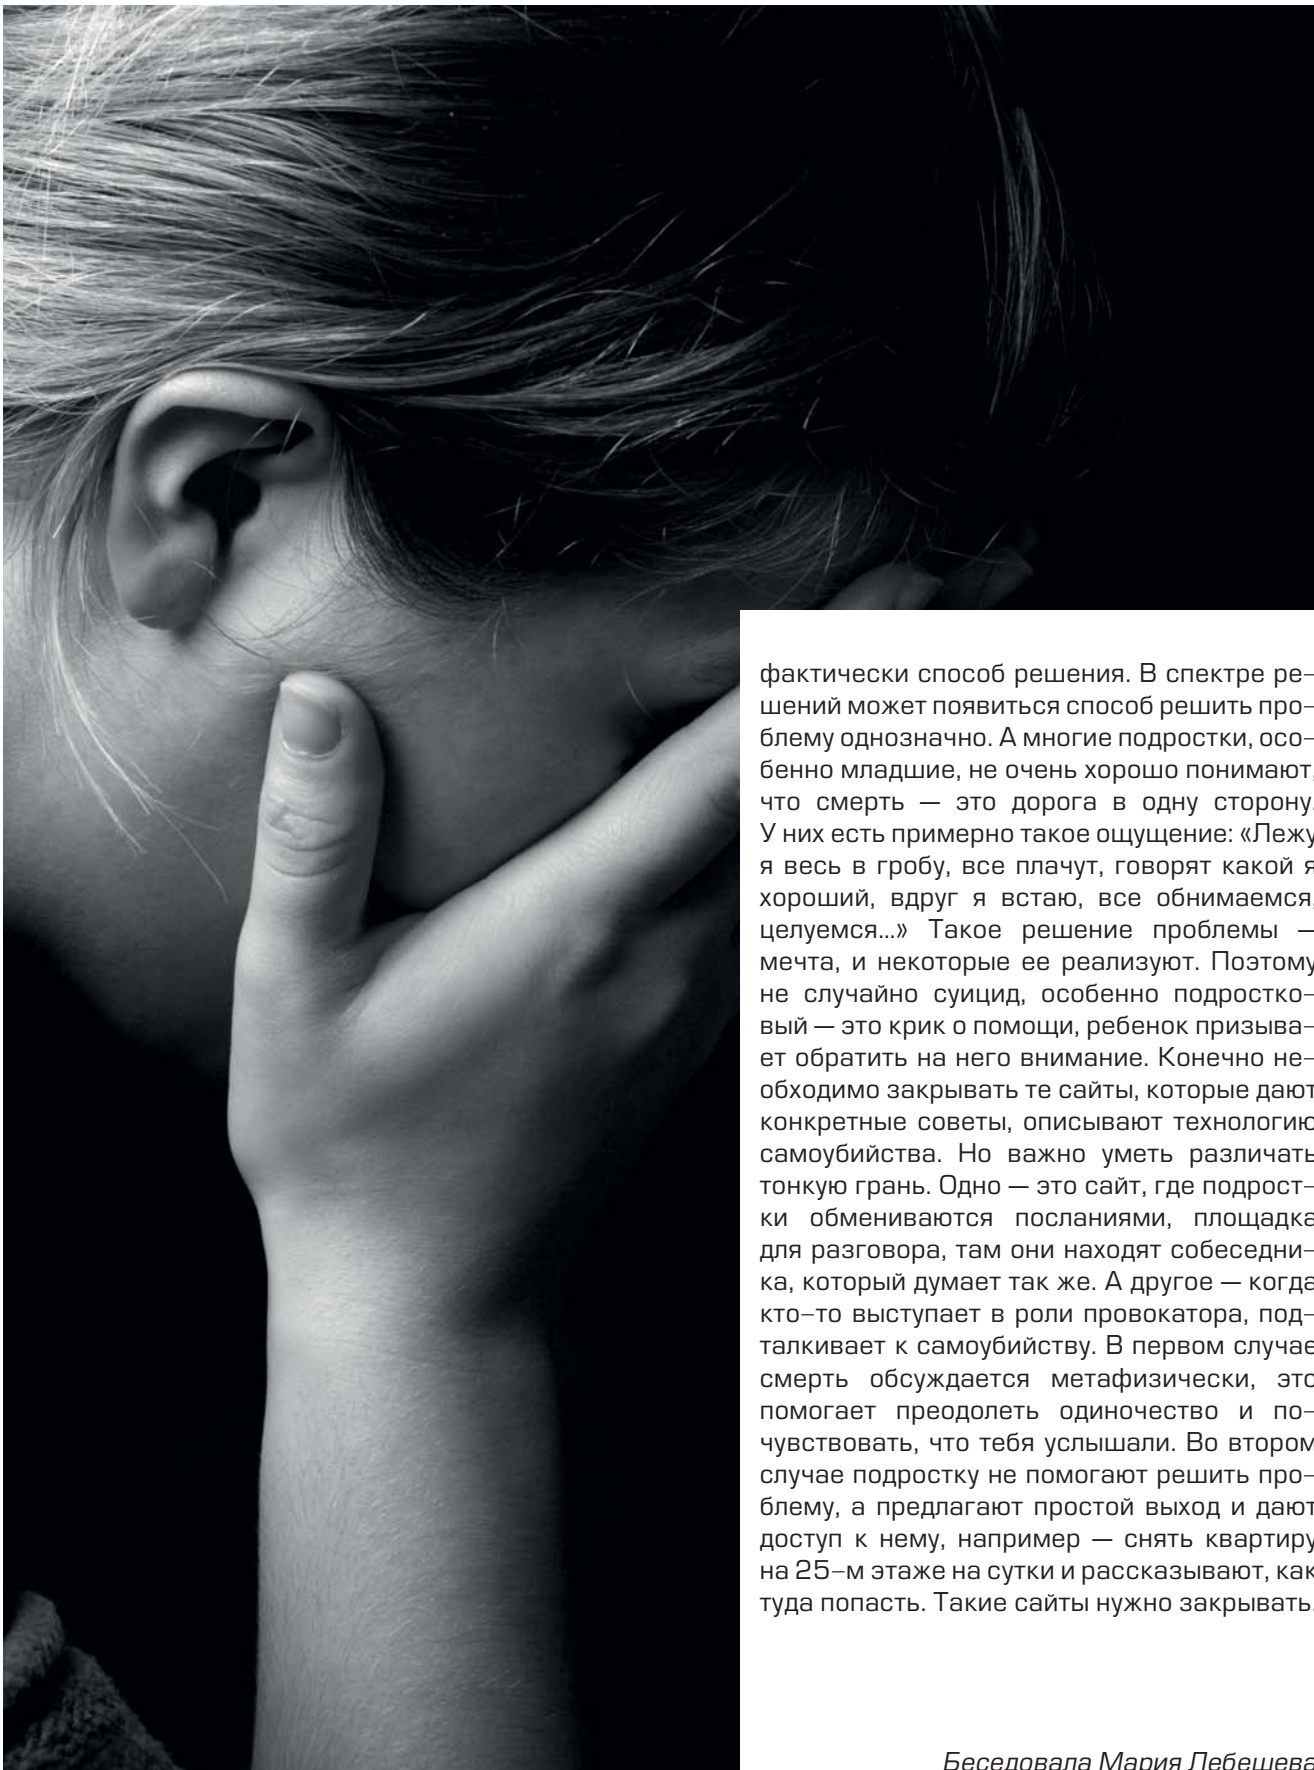 фактически способ решения. В спектре ре-
шений может появиться способ решить про-
блему однозначно. А многие подростки, осо-
бенно младшие, не очень хорошо понимают,
что смерть — это дорога в одну сторону.
У них есть примерно такое ощущение: «Лежу
я весь в гробу, все плачут, говорят какой я
хороший, вдруг я встаю, все обнимаемся,
целуемся...» Такое решение проблемы —
мечта, и некоторые ее реализуют. Поэтому
не случайно суицид, особенно подростко-
вый — это крик о помощи, ребенок призыва-
ет обратить на него внимание. Конечно не-
обходимо закрывать те сайты, которые дают
конкретные советы, описывают технологию
самоубийства. Но важно уметь различать
тонкую грань. Одно — это сайт, где подрост-
ки обмениваются посланиями, площадка
для разговора, там они находят собеседни-
ка, который думает так же. А другое — когда
кто-то выступает в роли провокатора, под-
талкивает к самоубийству. В первом случае
смерть обсуждается метафизически, это
помогает преодолеть одиночество и по-
чувствовать, что тебя услышали. Во втором
случае подростку не помогают решить про-
блему, а предлагают простой выход и дают
доступ к нему, например — снять квартиру
на 25-м этаже на сутки и рассказывают, как
туда попасть. Такие сайты нужно закрывать.
Беседовала Мария Лебешева